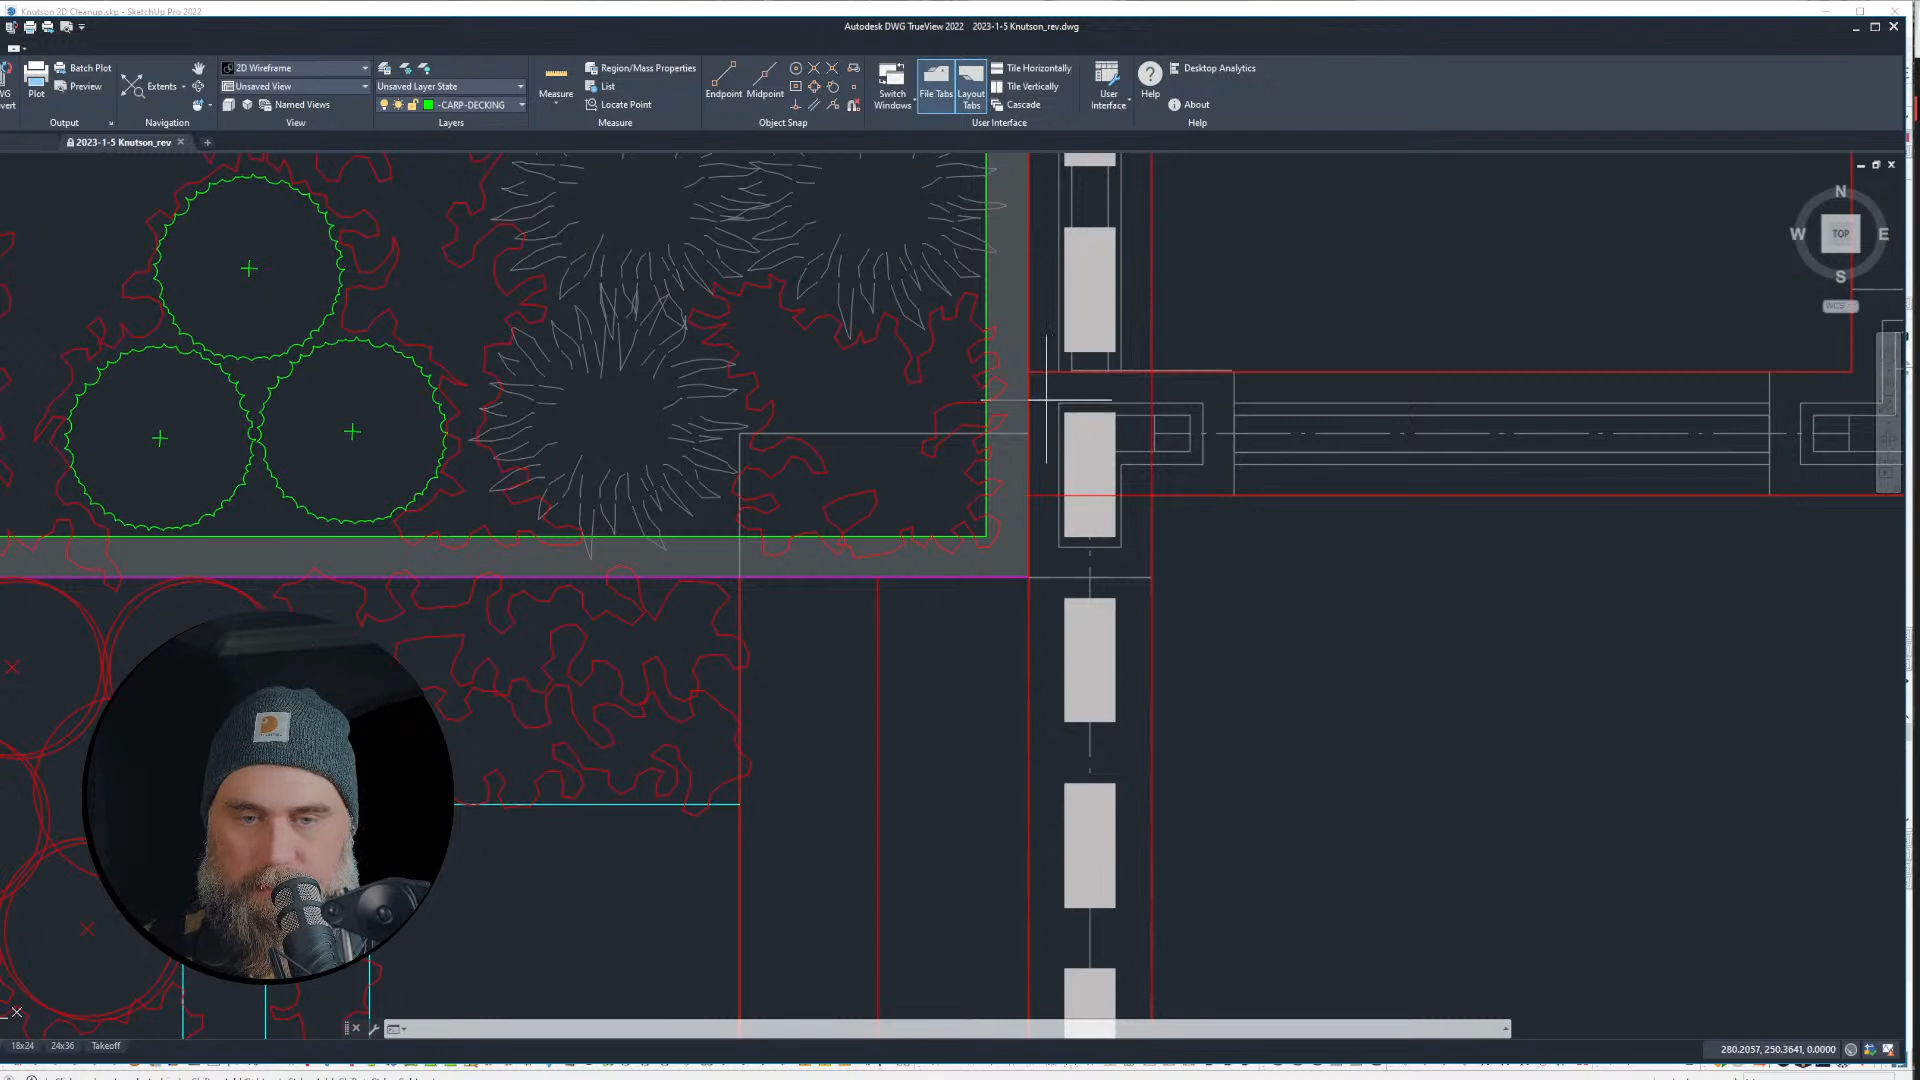 Knutson 2D Cleanup.skp - SketchUp Pro 2022
Autodesk DWG TrueView 2022 2023-1-5 Knutson_rev.dwg
Plot
Batch Plot
Preview
Output
Extents
Navigation
2D Wireframe
Unsaved View
Named Views
View
Unsaved Layer State
-CARP-DECKING
Layers
Measure
Region/Mass Properties
List
Locate Point
Measure
Endpoint
Midpoint
Object Snap
Switch
Windows
File Tabs
Layout
Tabs
Tile Horizontally
Tile Vertically
Cascade
User Interface
User
Interface
Help
Desktop Analytics
About
Help
2023-1-5 Knutson_rev
N
W
TOP
E
S
WCS
18x24
24x36
Takeoff
280.2057, 250.3641, 0.0000